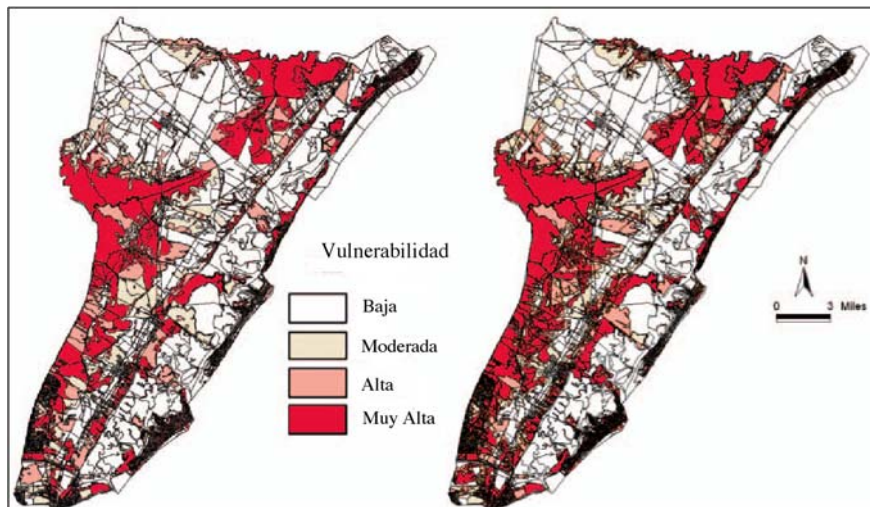 Vulnerabilidad
Baja
Moderada
Alta
Muy Alta
N
0 3 Miles